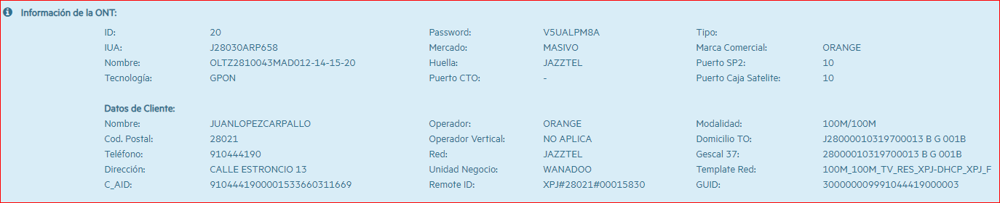 Información de la ONT:
ID: 20 Password: V5UALPM8A Tipo:
IUA: J28030ARP658 Mercado: MASIVO Marca Comercial: ORANGE
Nombre: OLTZ2810043MAD012-14-15-20 Huella: JAZZTEL Puerto SP2: 10
Tecnología: GPON Puerto CTO: - Puerto Caja Satelite: 10
Datos de Cliente:
Nombre: JUANLOPEZCARPALLO Operador: ORANGE Modalidad: 100M/100M
Cod. Postal: 28021 Operador Vertical: NO APLICA Domicilio TO: J28000010319700013 B G 001B
Teléfono: 910444190 Red: JAZZTEL Gescal 37: 28000010319700013 B G 001B
Dirección: CALLE ESTRONCIO 13 Unidad Negocio: WANADOO Template Red: 100M_100M_TV_RES_XPJ-DHCP_XPJ_F
C_AID: 9104441900001533660311669 Remote ID: XPJ#28021#00015830 GUID: 300000009991044419000003